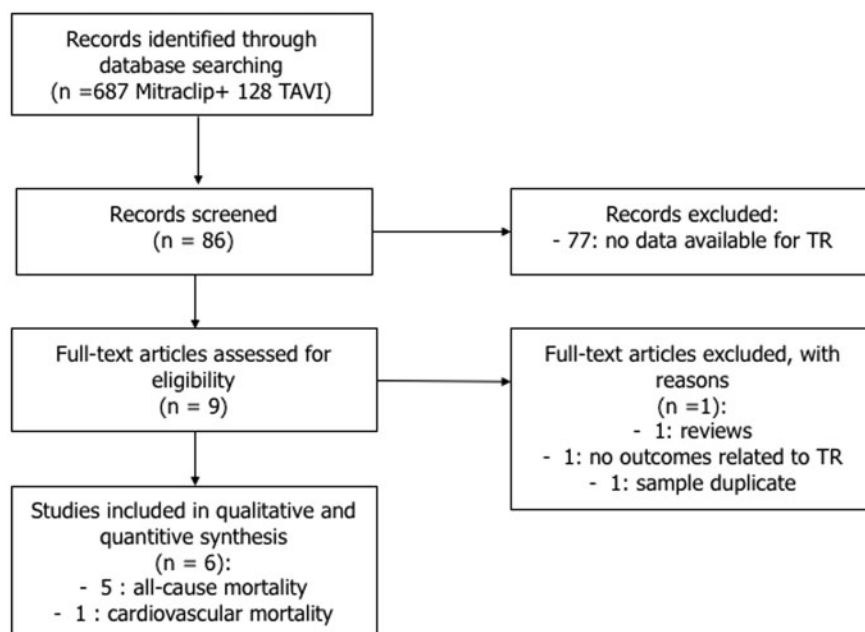 Records identified through
database searching
(n =687 Mitraclip+ 128 TAVI)
Records screened
(n = 86)
Records excluded:
- 77: no data available for TR
Full-text articles assessed for
eligibility
(n = 9)
Full-text articles excluded, with
reasons
(n =1):
- 1: reviews
- 1: no outcomes related to TR
- 1: sample duplicate
Studies included in qualitative and
quantitive synthesis
(n = 6):
- 5 : all-cause mortality
- 1 : cardiovascular mortality